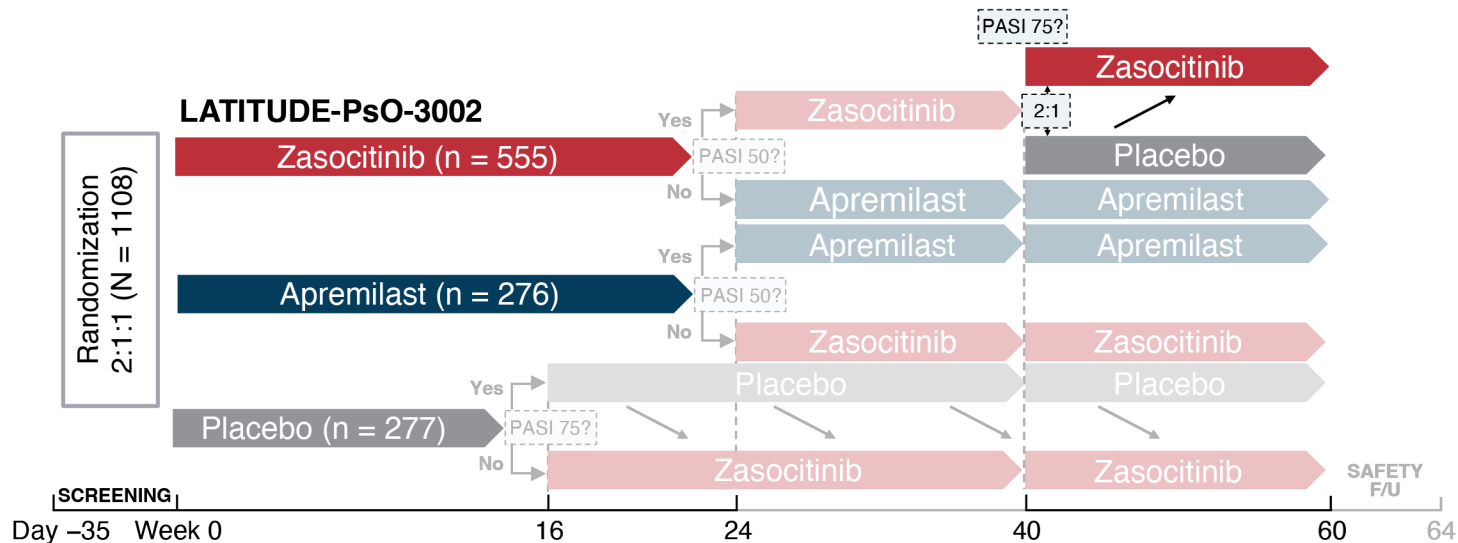 PASI 75?
Zasocitinib
LATITUDE-PsO-3002
Yes
Zasocitinib
2:1
Zasocitinib (n = 555)
PASI 50?
Placebo
No
Apremilast
Apremilast
Randomization
2:1:1 (N = 1108)
Yes
Apremilast
Apremilast
Apremilast (n = 276)
PASI 50?
No
Zasocitinib
Zasocitinib
Yes
Placebo
Placebo
Placebo (n = 277)
PASI 75?
No
Zasocitinib
Zasocitinib
SCREENING
SAFETY
F/U
Day −35
Week 0
16
24
40
60
64